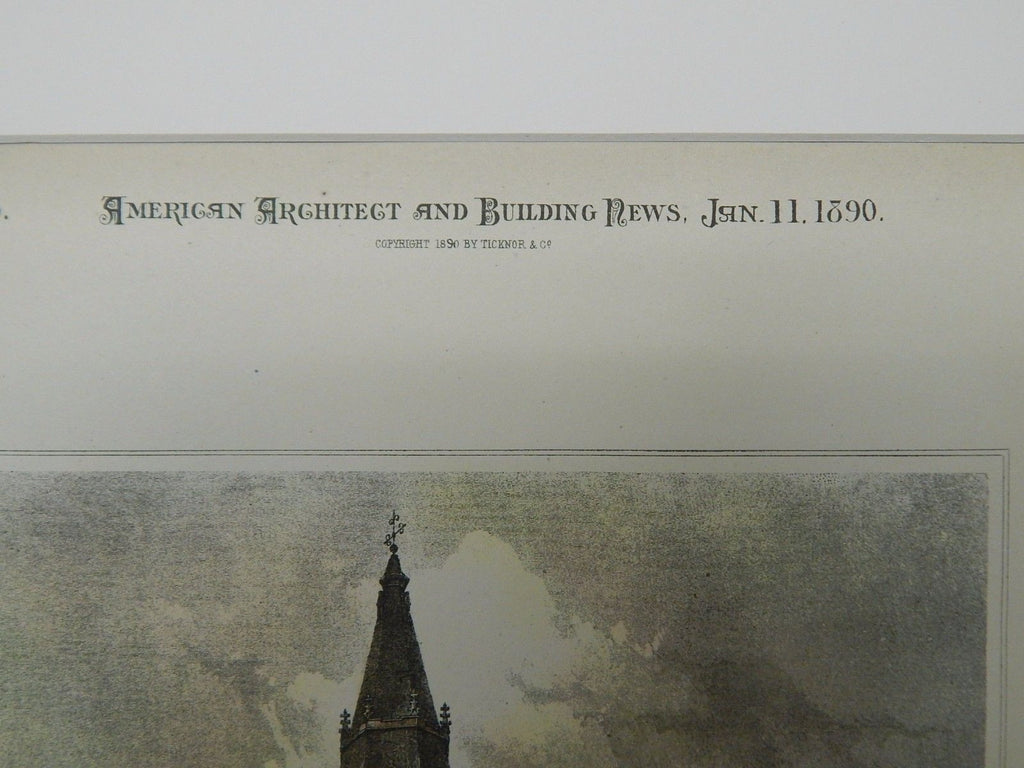 AMERICAN ARCHITECT AND BUILDING NEWS, JAN. 11. 1890.
COPYRIGHT 1890 BY TICKNOR & Cº